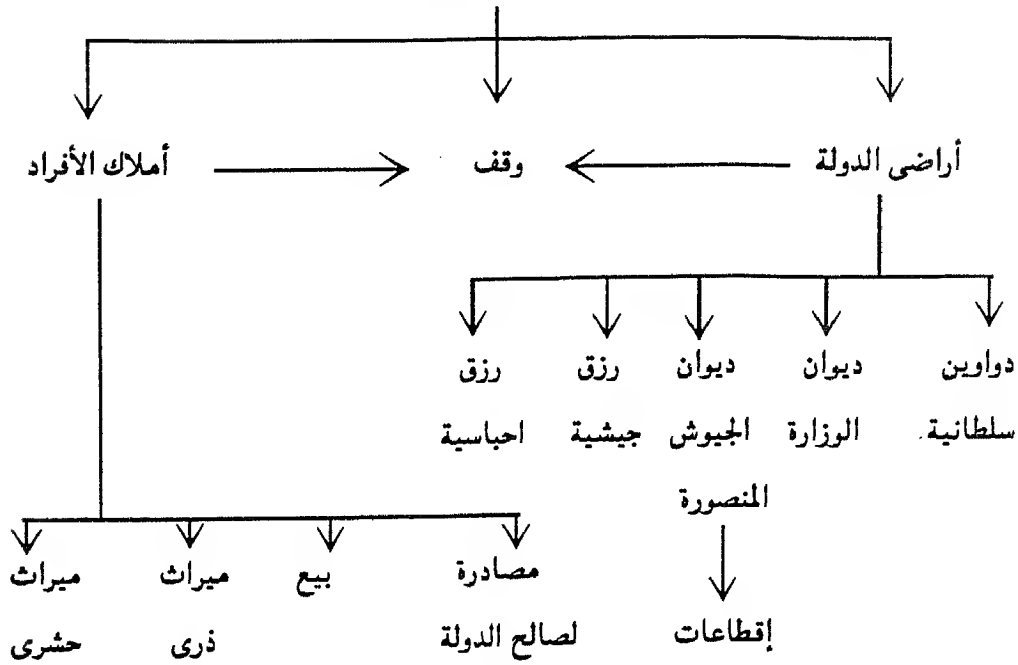 أراضى الدولة
وقف
أملاك الأفراد
دواوين
سلطانية
ديوان
الوزارة
ديوان
الجيوش
المنصورة
إقطاعات
رزق
جيشية
رزق
احباسية
مصادرة
لصالح الدولة
بيع
ميراث
ذرى
ميراث
حشرى